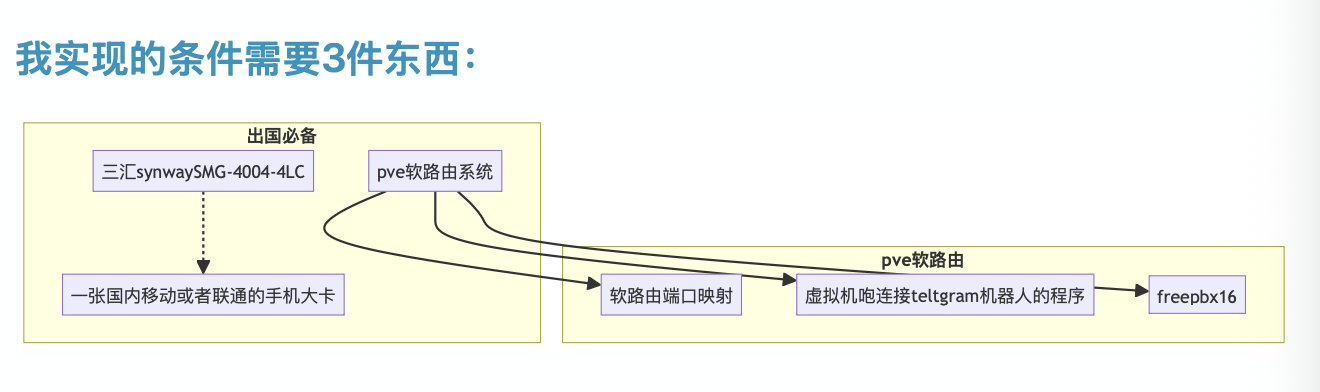 我实现的条件需要3件东西：
出国必备
三汇synwaySMG-4004-4LC
pve软路由系统
一张国内移动或者联通的手机大卡
pve软路由
软路由端口映射
虚拟机咆连接teltgram机器人的程序
freepbx16